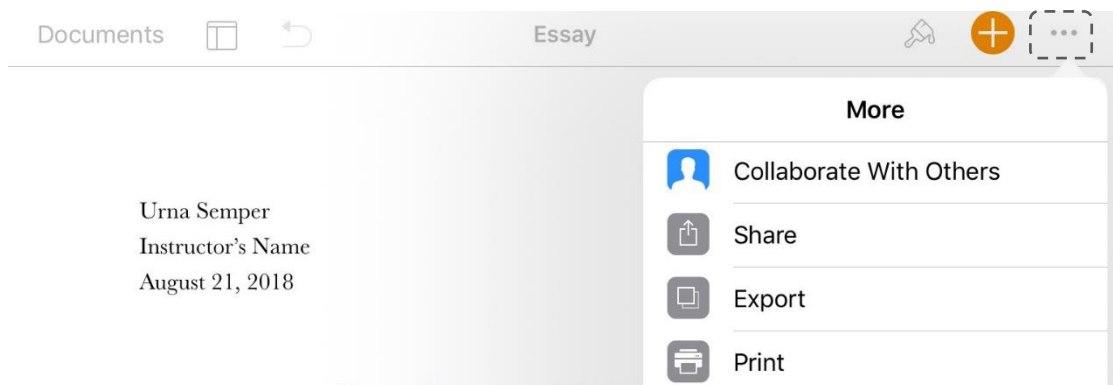 Documents
Essay
More
Collaborate With Others
Share
Export
Print
Urna Semper
Instructor’s Name
August 21, 2018